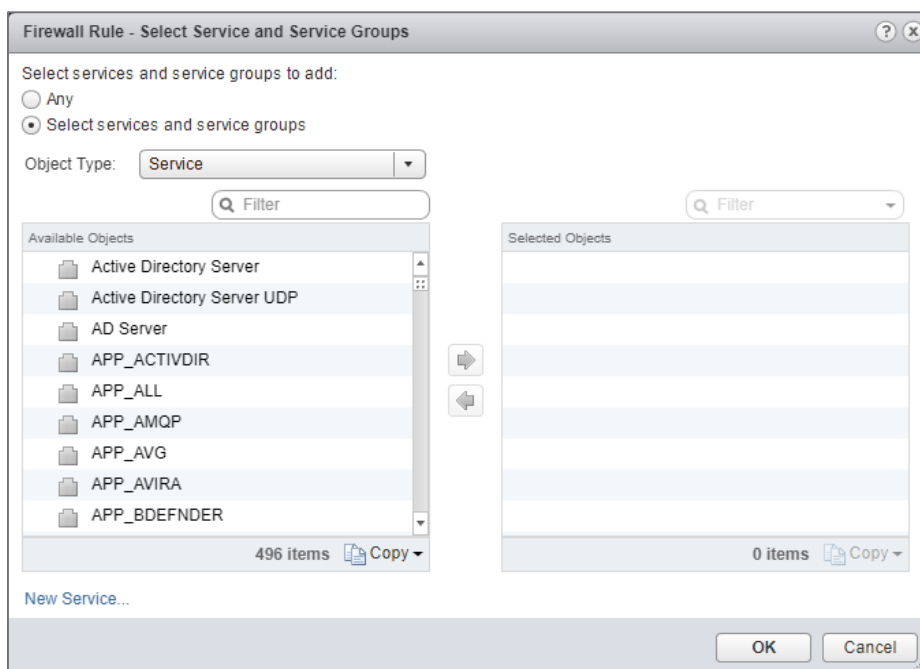 Firewall Rule - Select Service and Service Groups
?
Select services and service groups to add:
Any
Select services and service groups
Object Type: Service
Filter
Filter
Available Objects
Active Directory Server
Active Directory Server UDP
AD Server
APP_ACTIVDIR
APP_ALL
APP_AMQP
APP_AVG
APP_AVIRA
APP_BDEFNDER
496 items Copy
Selected Objects
0 items Copy
New Service...
OK Cancel